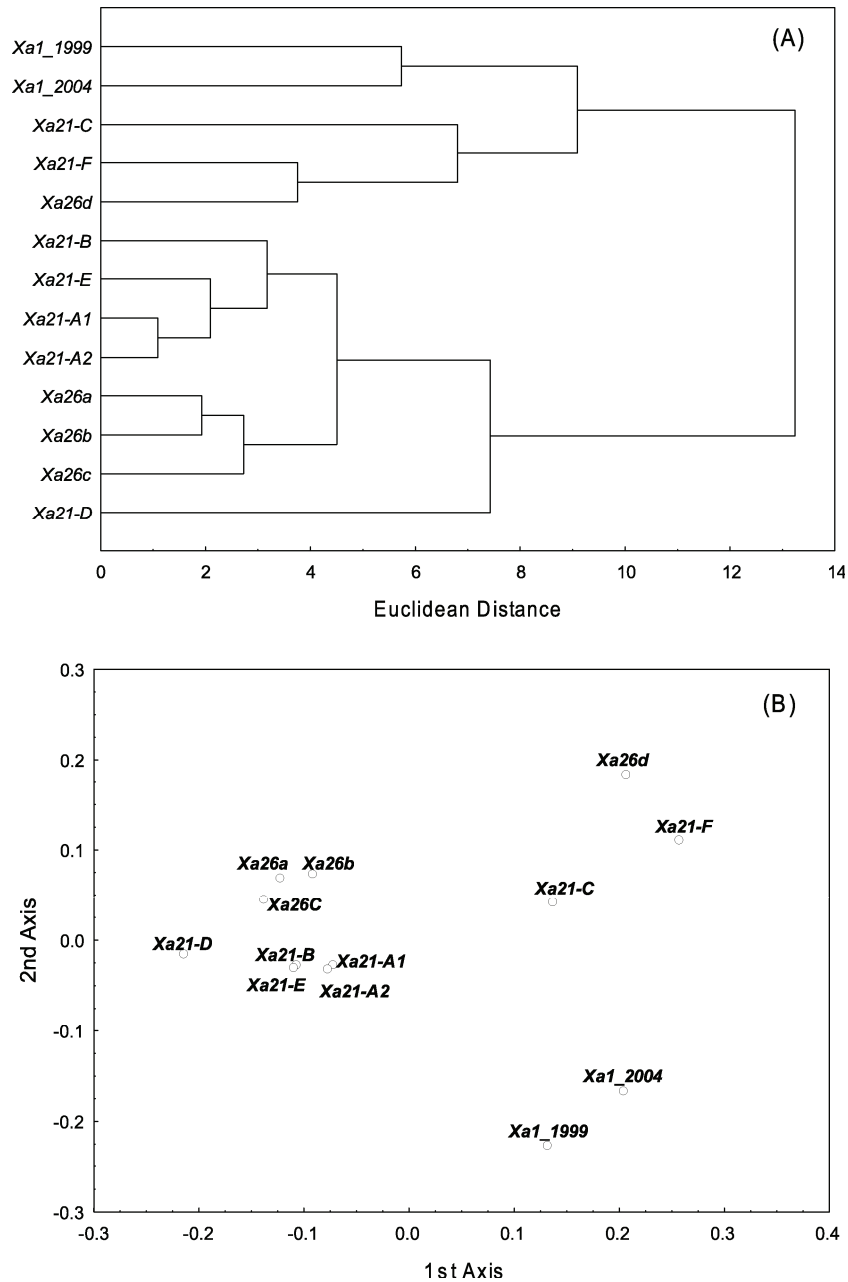 (A)
Xa1_1999
Xa1_2004
Xa21-C
Xa21-F
Xa26d
Xa21-B
Xa21-E
Xa21-A1
Xa21-A2
Xa26a
Xa26b
Xa26c
Xa21-D
0 2 4 6 8 10 12 14
Euclidean Distance
(B)
0.3
0.2
0.1
0.0
-0.1
-0.2
-0.3
2nd Axis
Xa26d
Xa21-F
Xa26a Xa26b
Xa21-C
Xa26C
Xa21-D
Xa21-B Xa21-A1
Xa21-E Xa21-A2
Xa1_2004
Xa1_1999
-0.3 -0.2 -0.1 0.0 0.1 0.2 0.3 0.4
1st Axis